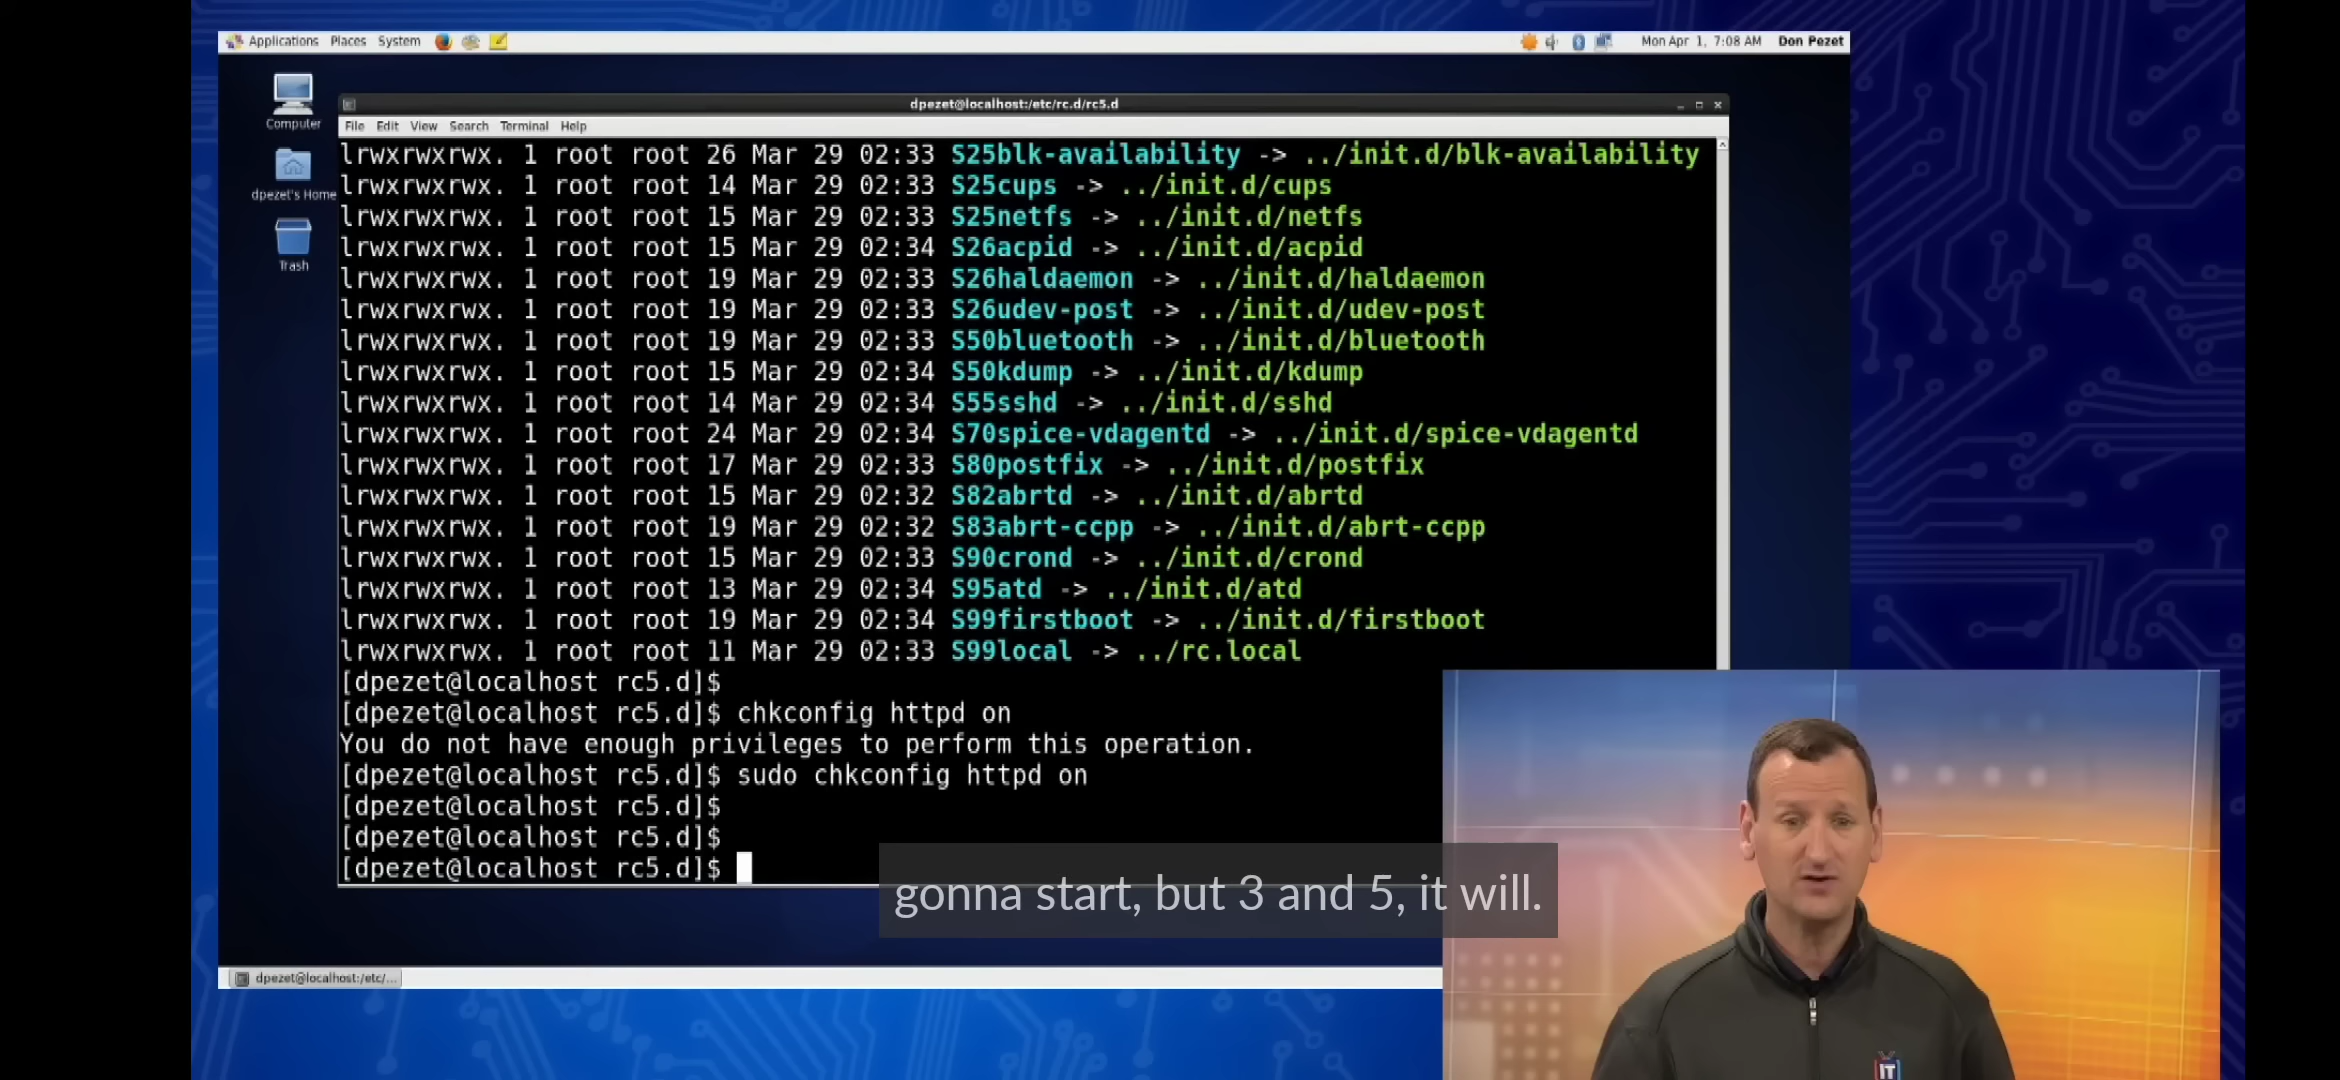 Applications Places System Mon Apr 1, 7:08 AM Don Pezet
dpezet@localhost:/etc/rc.d/rc5.d
Computer
File Edit View Search Terminal Help
dpezet's Home
Trash
lrwxrwxrwx. 1 root root 26 Mar 29 02:33 S25blk-availability -> ../init.d/blk-availability
lrwxrwxrwx. 1 root root 14 Mar 29 02:33 S25cups -> ../init.d/cups
lrwxrwxrwx. 1 root root 15 Mar 29 02:33 S25netfs -> ../init.d/netfs
lrwxrwxrwx. 1 root root 15 Mar 29 02:34 S26acpid -> ../init.d/acpid
lrwxrwxrwx. 1 root root 19 Mar 29 02:33 S26haldaemon -> ../init.d/haldaemon
lrwxrwxrwx. 1 root root 19 Mar 29 02:33 S26udev-post -> ../init.d/udev-post
lrwxrwxrwx. 1 root root 19 Mar 29 02:33 S50bluetooth -> ../init.d/bluetooth
lrwxrwxrwx. 1 root root 15 Mar 29 02:34 S50kdump -> ../init.d/kdump
lrwxrwxrwx. 1 root root 14 Mar 29 02:34 S55sshd -> ../init.d/sshd
lrwxrwxrwx. 1 root root 24 Mar 29 02:34 S70spice-vdagentd -> ../init.d/spice-vdagentd
lrwxrwxrwx. 1 root root 17 Mar 29 02:33 S80postfix -> ../init.d/postfix
lrwxrwxrwx. 1 root root 15 Mar 29 02:32 S82abrtd -> ../init.d/abrtd
lrwxrwxrwx. 1 root root 19 Mar 29 02:32 S83abrt-ccpp -> ../init.d/abrt-ccpp
lrwxrwxrwx. 1 root root 15 Mar 29 02:33 S90crond -> ../init.d/crond
lrwxrwxrwx. 1 root root 13 Mar 29 02:34 S95atd -> ../init.d/atd
lrwxrwxrwx. 1 root root 19 Mar 29 02:34 S99firstboot -> ../init.d/firstboot
lrwxrwxrwx. 1 root root 11 Mar 29 02:33 S99local -> ../rc.local
[dpezet@localhost rc5.d]$
[dpezet@localhost rc5.d]$ chkconfig httpd on
You do not have enough privileges to perform this operation.
[dpezet@localhost rc5.d]$ sudo chkconfig httpd on
[dpezet@localhost rc5.d]$
[dpezet@localhost rc5.d]$
[dpezet@localhost rc5.d]$
gonna start, but 3 and 5, it will.
dpezet@localhost:/etc/...
IT